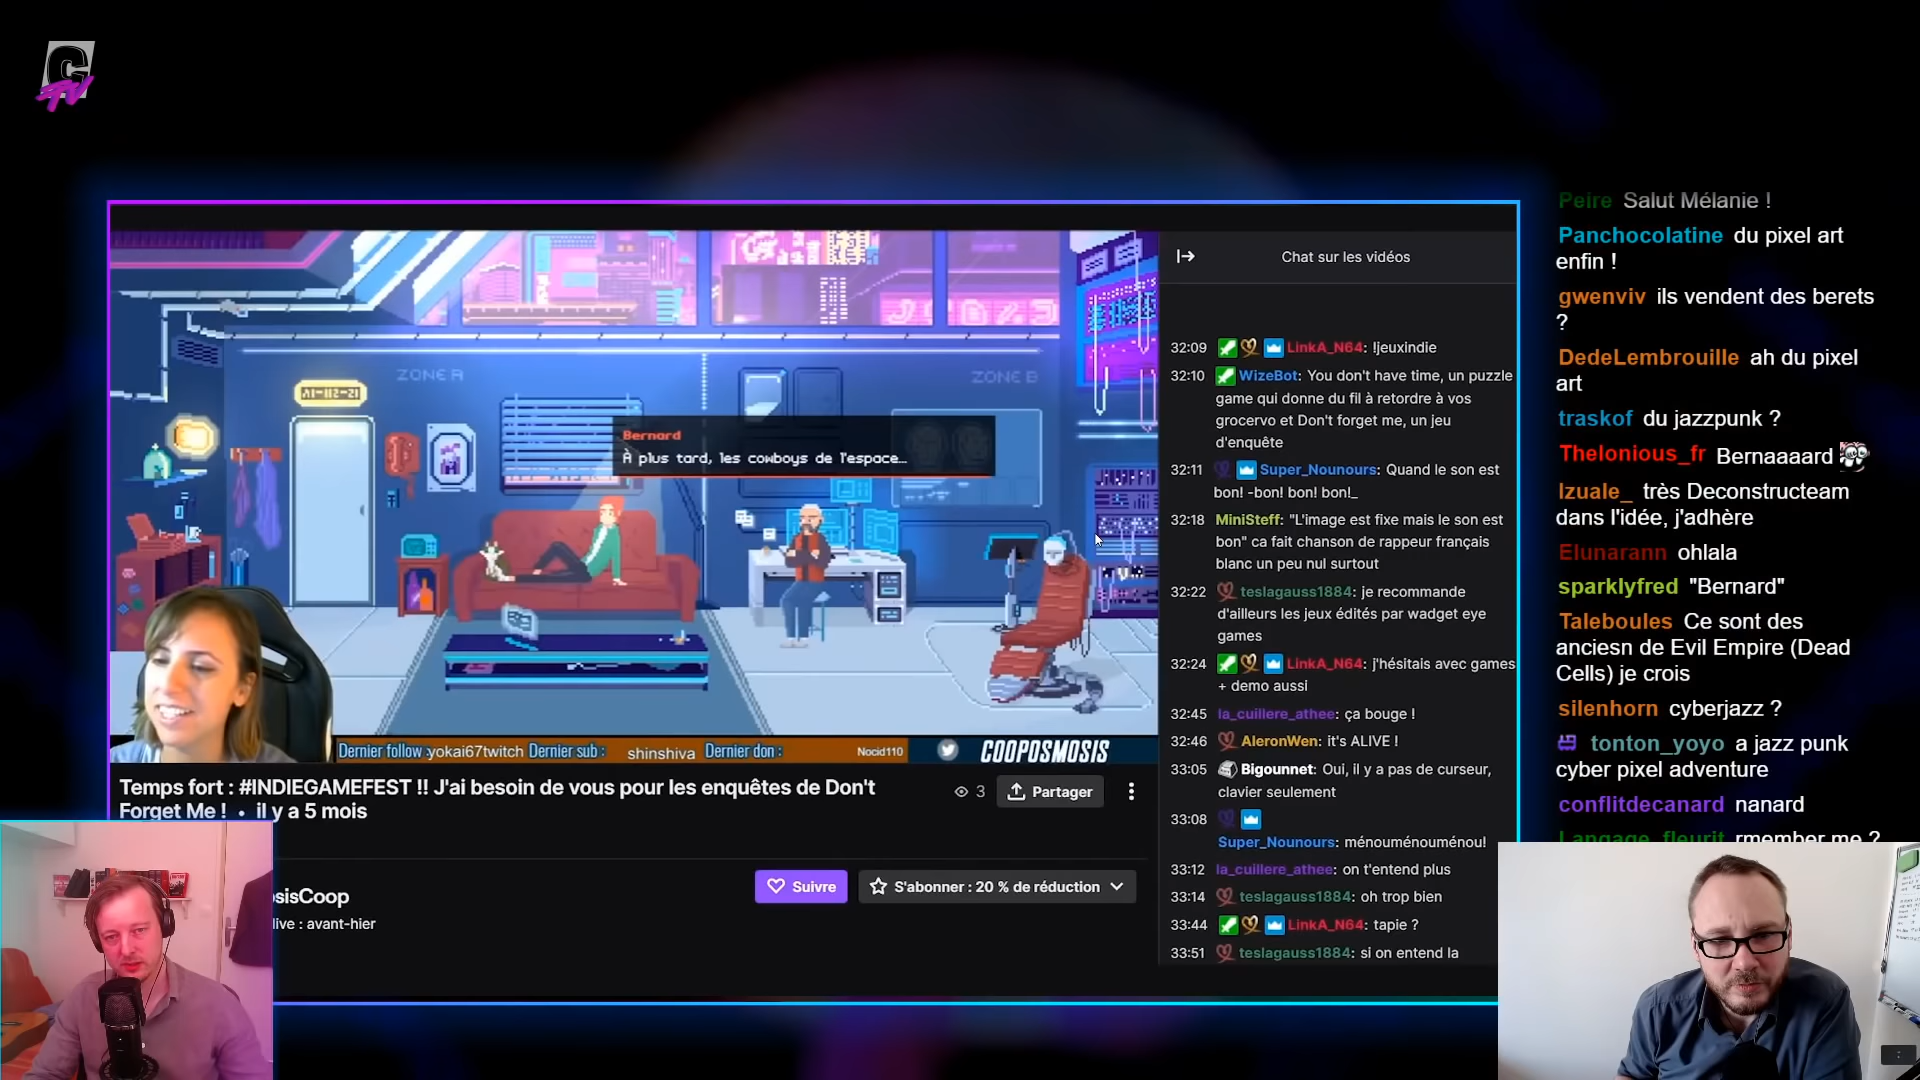 C
TV
ZONE A
ZONE B
A1-112-21
Bernard
À plus tard, les cowboys de l'espace...
Dernier follow :yokai67twitch Dernier sub : shinshiva Dernier don : Nocid110
COOPOSMOSIS
Temps fort : #INDIEGAMEFEST !! J'ai besoin de vous pour les enquêtes de Don't
Forget Me ! • il y a 5 mois
3
Partager
osisCoop
live : avant-hier
Suivre
S'abonner : 20 % de réduction
Chat sur les vidéos
32:09 LinkA_N64: !jeuxindie
32:10 WizeBot: You don't have time, un puzzle
game qui donne du fil à retordre à vos
grocervo et Don't forget me, un jeu
d'enquête
32:11 Super_Nounours: Quand le son est
bon! -bon! bon! bon!_
32:18 MiniSteff: "L'image est fixe mais le son est
bon" ca fait chanson de rappeur français
blanc un peu nul surtout
32:22 teslagauss1884: je recommande
d'ailleurs les jeux édités par wadget eye
games
32:24 LinkA_N64: j'hésitais avec games
+ demo aussi
32:45 la_cuillere_athee: ça bouge !
32:46 AleronWen: it's ALIVE !
33:05 Bigounnet: Oui, il y a pas de curseur,
clavier seulement
33:08
Super_Nounours: ménouménouménou!
33:12 la_cuillere_athee: on t'entend plus
33:14 teslagauss1884: oh trop bien
33:44 LinkA_N64: tapie ?
33:51 teslagauss1884: si on entend la
Peire Salut Mélanie !
Panchocolatine du pixel art
enfin !
gwenviv ils vendent des berets
?
DedeLembrouille ah du pixel
art
traskof du jazzpunk ?
Thelonious_fr Bernaaaard
Izuale_ très Deconstructeam
dans l'idée, j'adhère
Elunarann ohlala
sparklyfred "Bernard"
Taleboules Ce sont des
anciesn de Evil Empire (Dead
Cells) je crois
silenhorn cyberjazz ?
tonton_yoyo a jazz punk
cyber pixel adventure
conflitdecanard nanard
Langage_fleurit rmember me ?